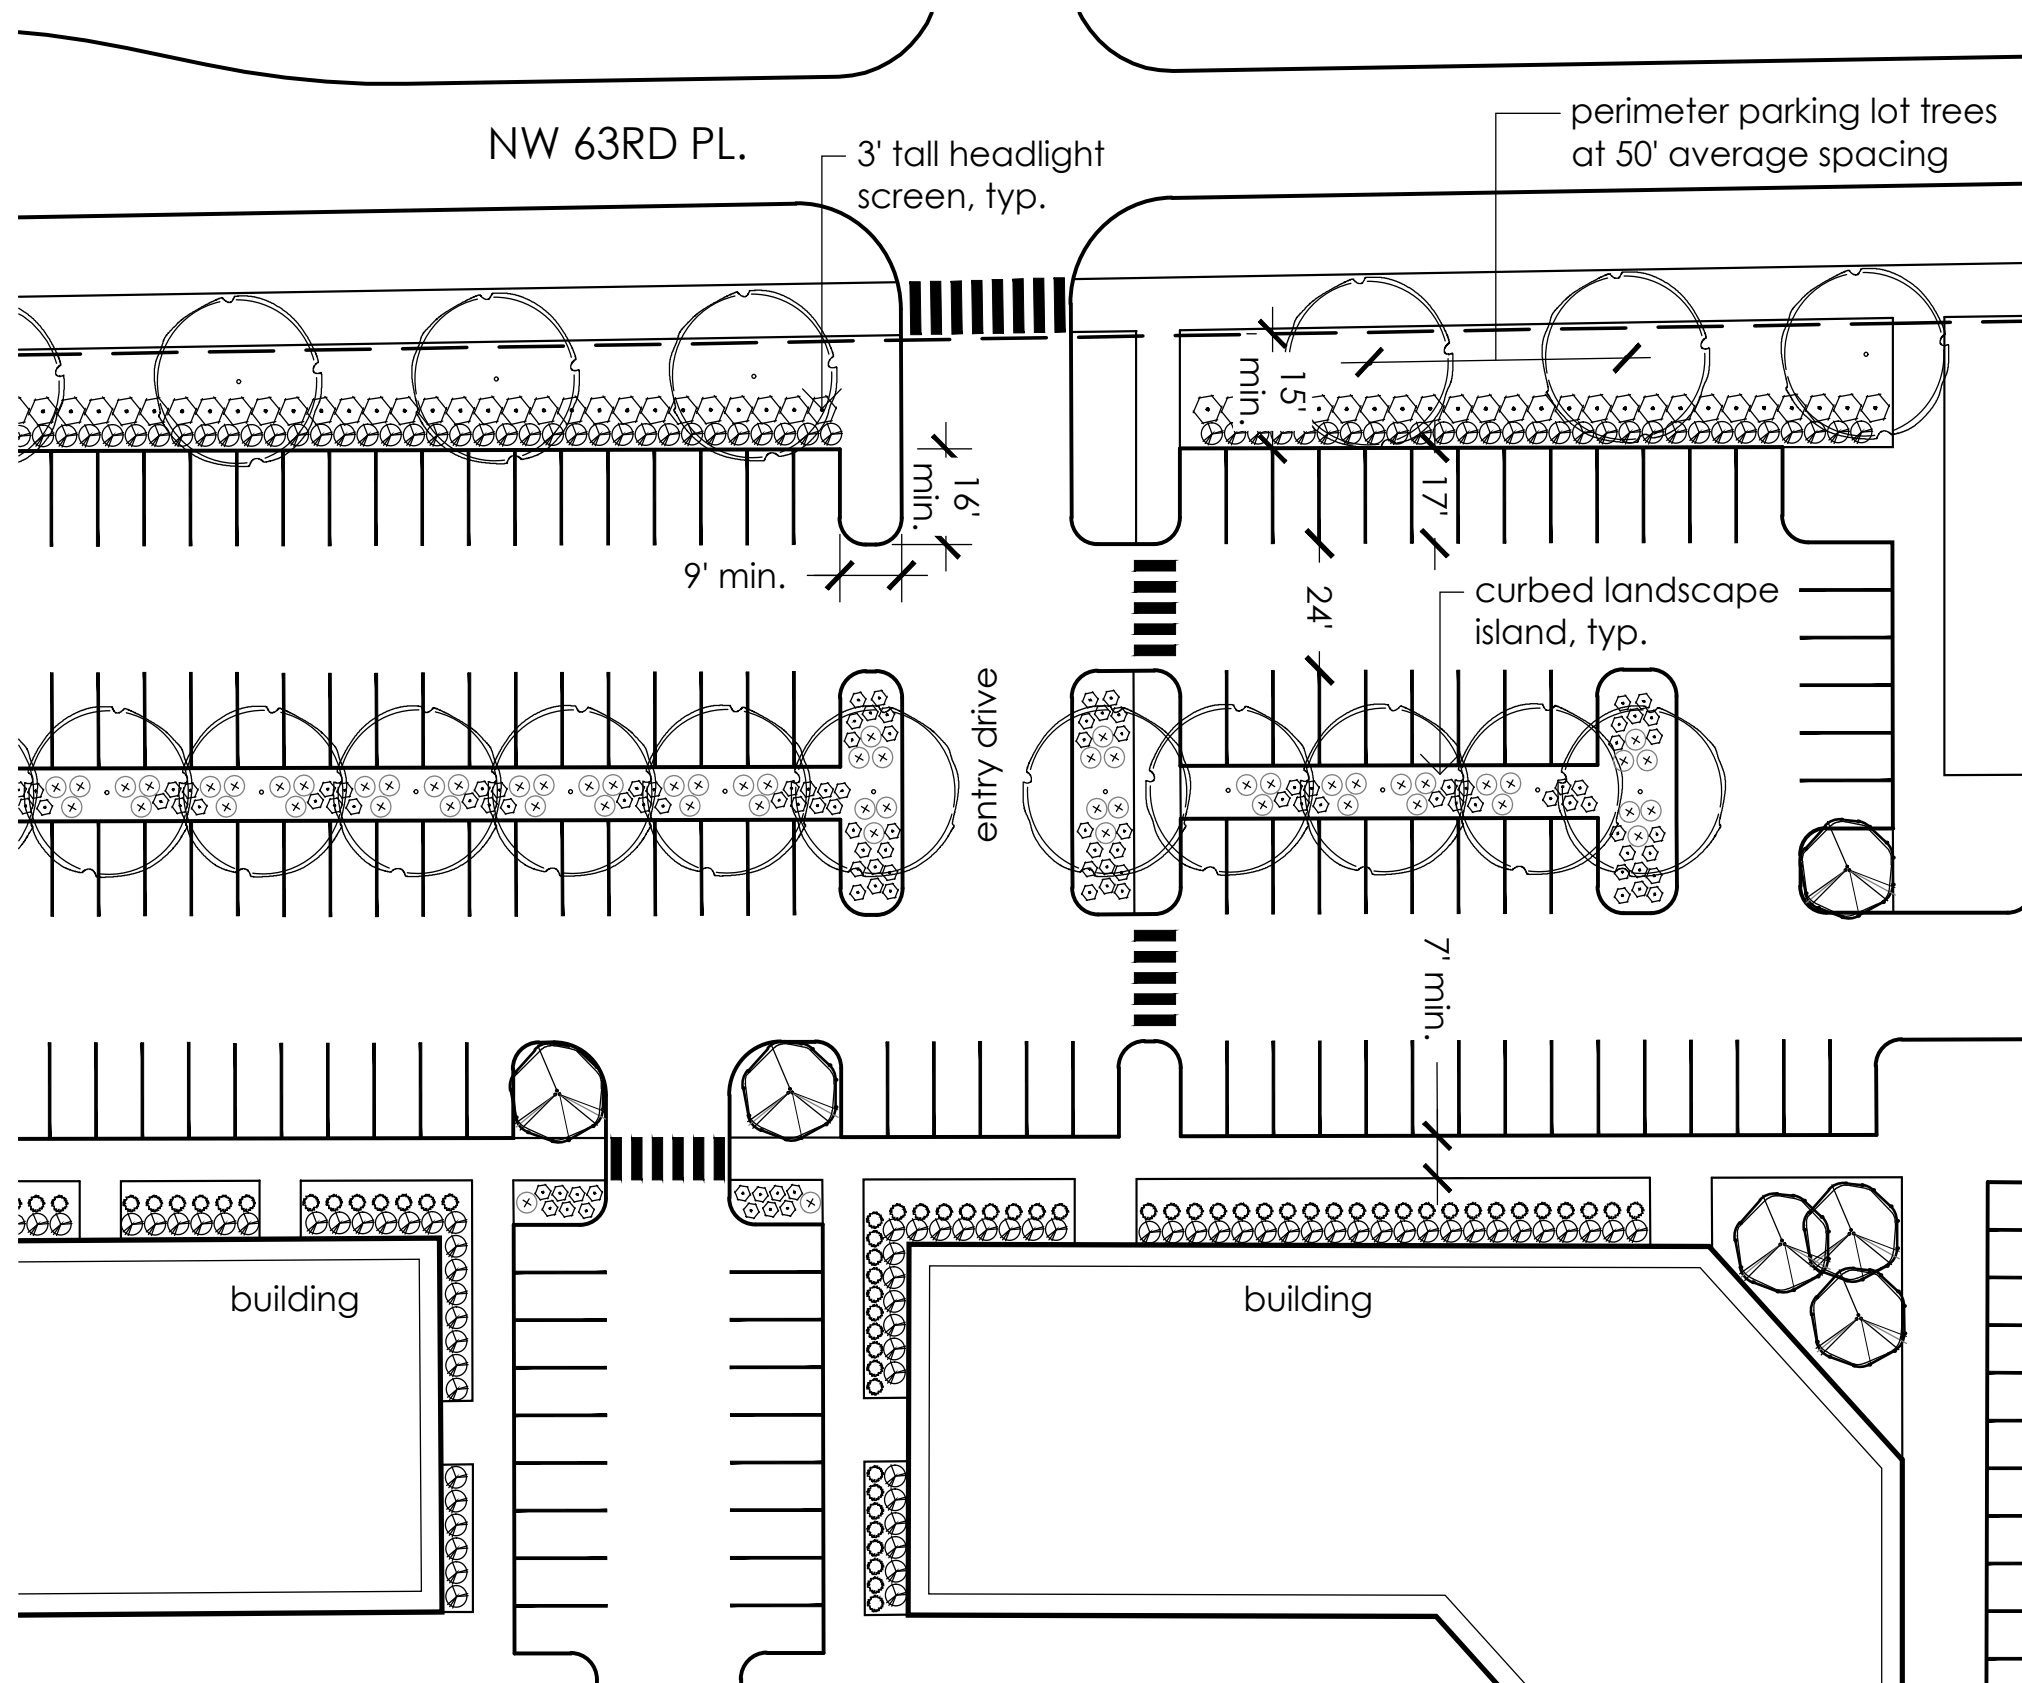 perimeter parking lot trees
at 50' average spacing
NW 63RD PL.
3' tall headlight
screen, typ.
15'
min.
16'
min.
17'
9' min.
24'
curbed landscape
island, typ.
entry drive
7' min.
building
building